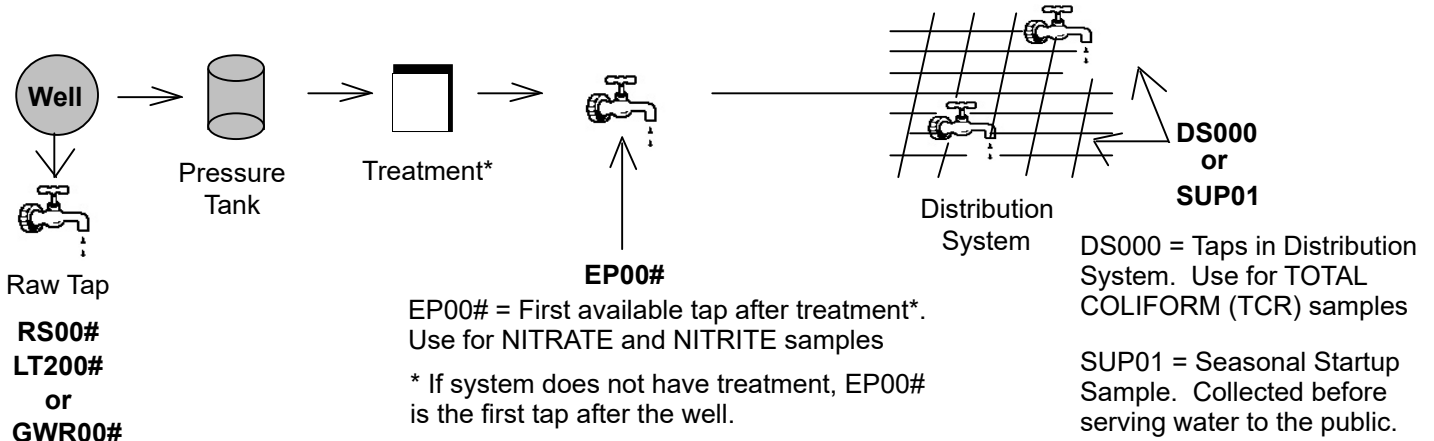 Well
Pressure
Tank
Treatment*
Raw Tap
RS00#
LT200#
or
GWR00#
EP00#
EP00# = First available tap after treatment*.
Use for NITRATE and NITRITE samples
* If system does not have treatment, EP00#
is the first tap after the well.
Distribution
System
DS000
or
SUP01
DS000 = Taps in Distribution
System. Use for TOTAL
COLIFORM (TCR) samples
SUP01 = Seasonal Startup
Sample. Collected before
serving water to the public.